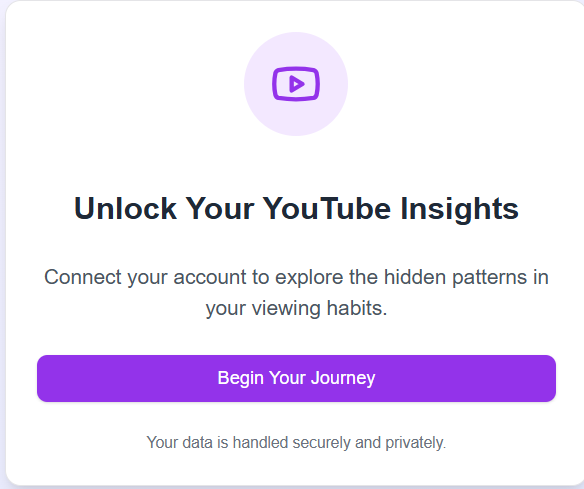 Unlock Your YouTube Insights
Connect your account to explore the hidden patterns in
your viewing habits.
Begin Your Journey
Your data is handled securely and privately.